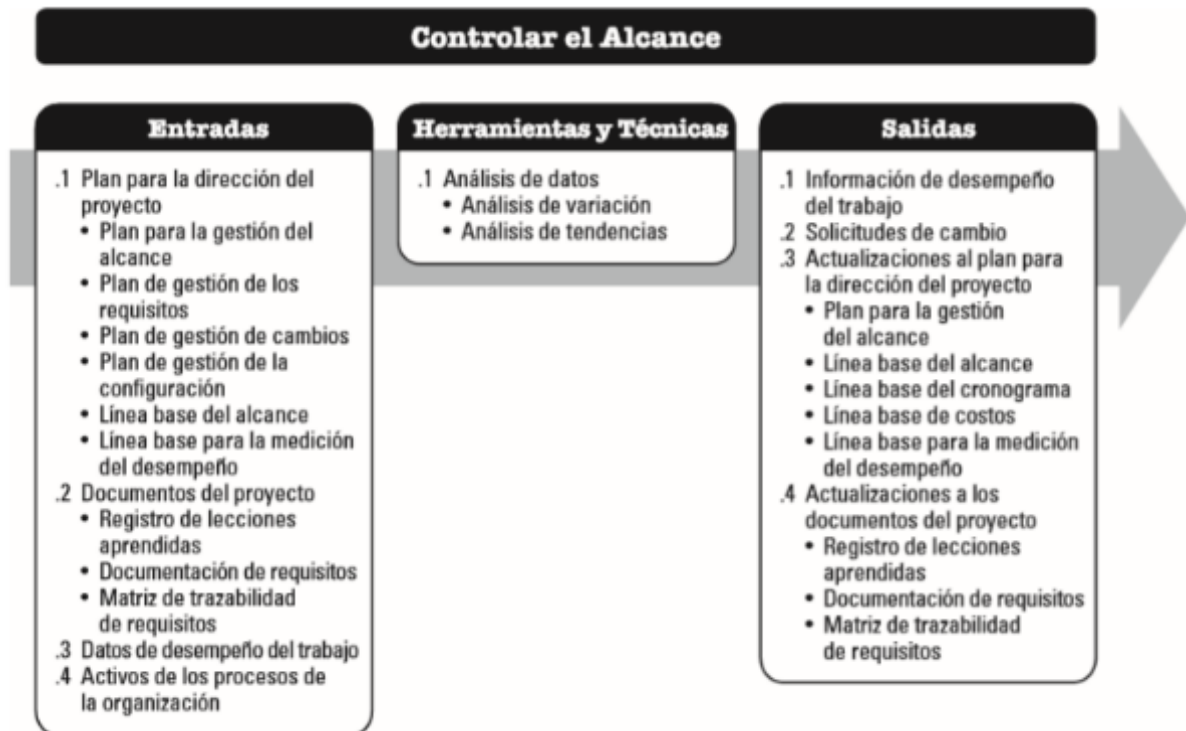 Controlar el Alcance
Entradas
.1 Plan para la dirección del
proyecto
• Plan para la gestión del
alcance
• Plan de gestión de los
requisitos
• Plan de gestión de cambios
• Plan de gestión de la
configuración
• Línea base del alcance
• Línea base para la medición
del desempeño
.2 Documentos del proyecto
• Registro de lecciones
aprendidas
• Documentación de requisitos
• Matriz de trazabilidad
de requisitos
.3 Datos de desempeño del trabajo
.4 Activos de los procesos de
la organización
Herramientas y Técnicas
.1 Análisis de datos
• Análisis de variación
• Análisis de tendencias
Salidas
.1 Información de desempeño
del trabajo
.2 Solicitudes de cambio
.3 Actualizaciones al plan para
la dirección del proyecto
• Plan para la gestión
del alcance
• Línea base del alcance
• Línea base del cronograma
• Línea base de costos
• Línea base para la medición
del desempeño
.4 Actualizaciones a los
documentos del proyecto
• Registro de lecciones
aprendidas
• Documentación de requisitos
• Matriz de trazabilidad
de requisitos